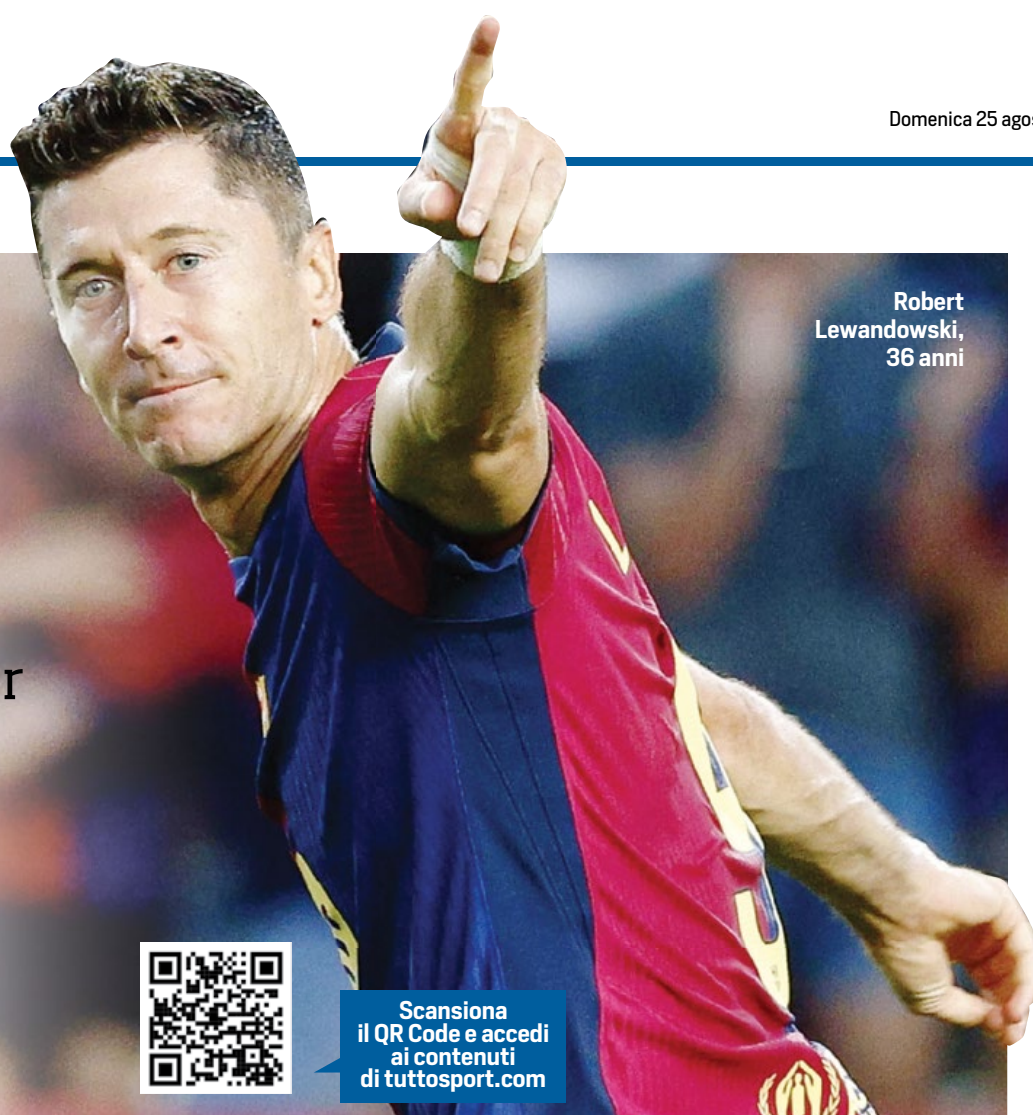 Domenica 25 agos
Robert
Lewandowski,
36 anni
r
Scansiona
il QR Code e accedi
ai contenuti
di tuttosport.com